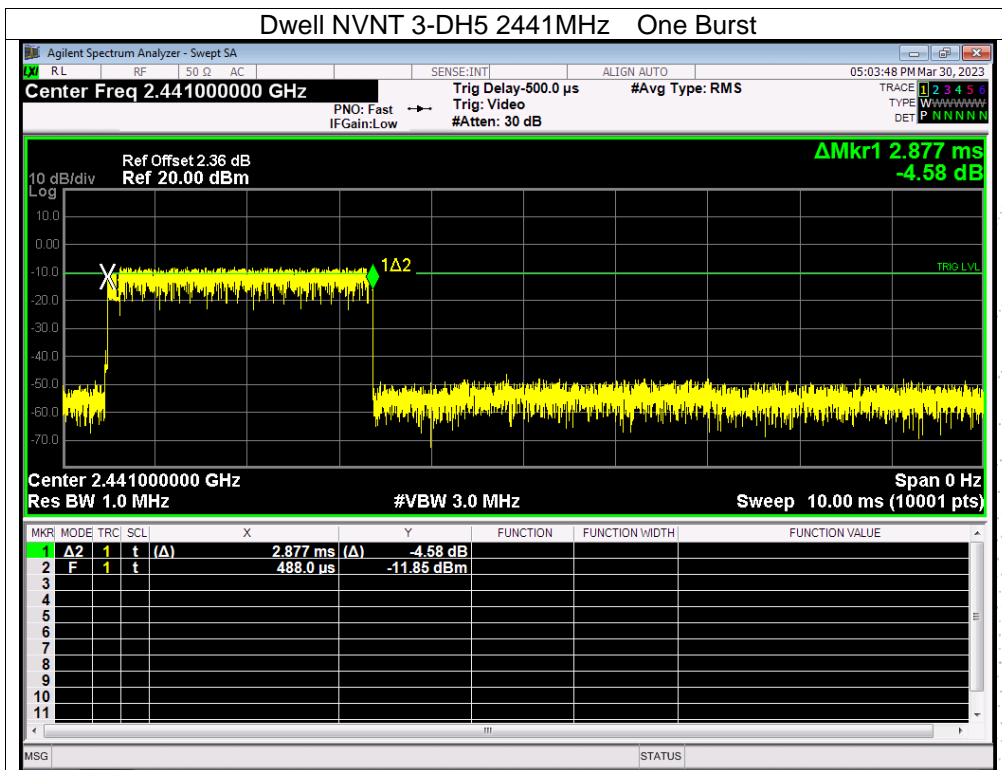 Dwell NVNT 3-DH5 2441MHz One Burst
Agilent Spectrum Analyzer - Swept SA
LXI RL RF 50 Ω AC SENSE:INT ALIGN AUTO 05:03:48 PM Mar 30, 2023
Center Freq 2.441000000 GHz
PNO: Fast
IFGain:Low
Trig Delay-500.0 µs
Trig: Video
#Atten: 30 dB
#Avg Type: RMS
TRACE 1 2 3 4 5 6
TYPE W
DET P N N N N N
ΔMkr1 2.877 ms
-4.58 dB
Ref Offset 2.36 dB
10 dB/div Ref 20.00 dBm
Log
10.0
0.00
-10.0
-20.0
-30.0
-40.0
-50.0
-60.0
-70.0
1Δ2
TRIG LVL
Center 2.441000000 GHz Span 0 Hz
Res BW 1.0 MHz #VBW 3.0 MHz Sweep 10.00 ms (10001 pts)
MKR MODE TRC SCL X Y FUNCTION FUNCTION WIDTH FUNCTION VALUE
1 Δ2 1 t (Δ) 2.877 ms (Δ) -4.58 dB
2 F 1 t 488.0 µs -11.85 dBm
3
4
5
6
7
8
9
10
11
MSG STATUS